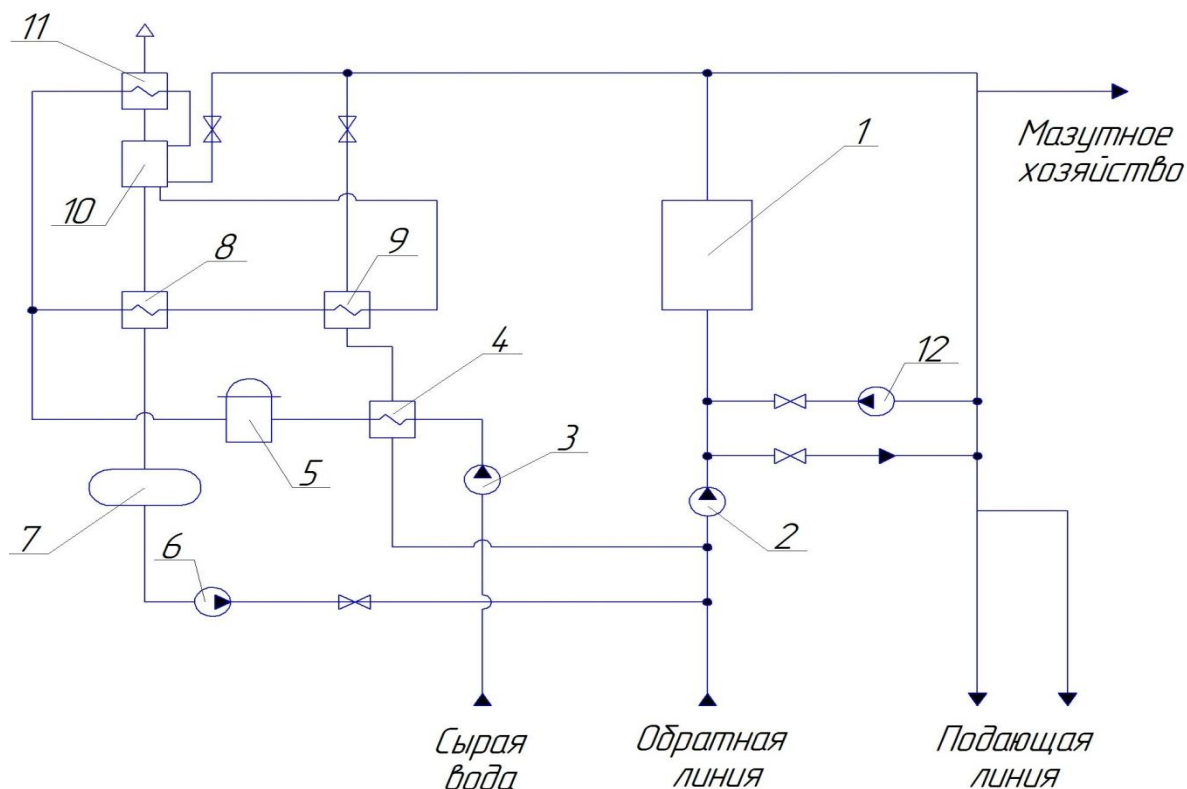 11
1
Мазутное
хозяйство
10
8
9
4
12
5
3
7
6
2
Сырая
вода
Обратная
линия
Подающая
линия